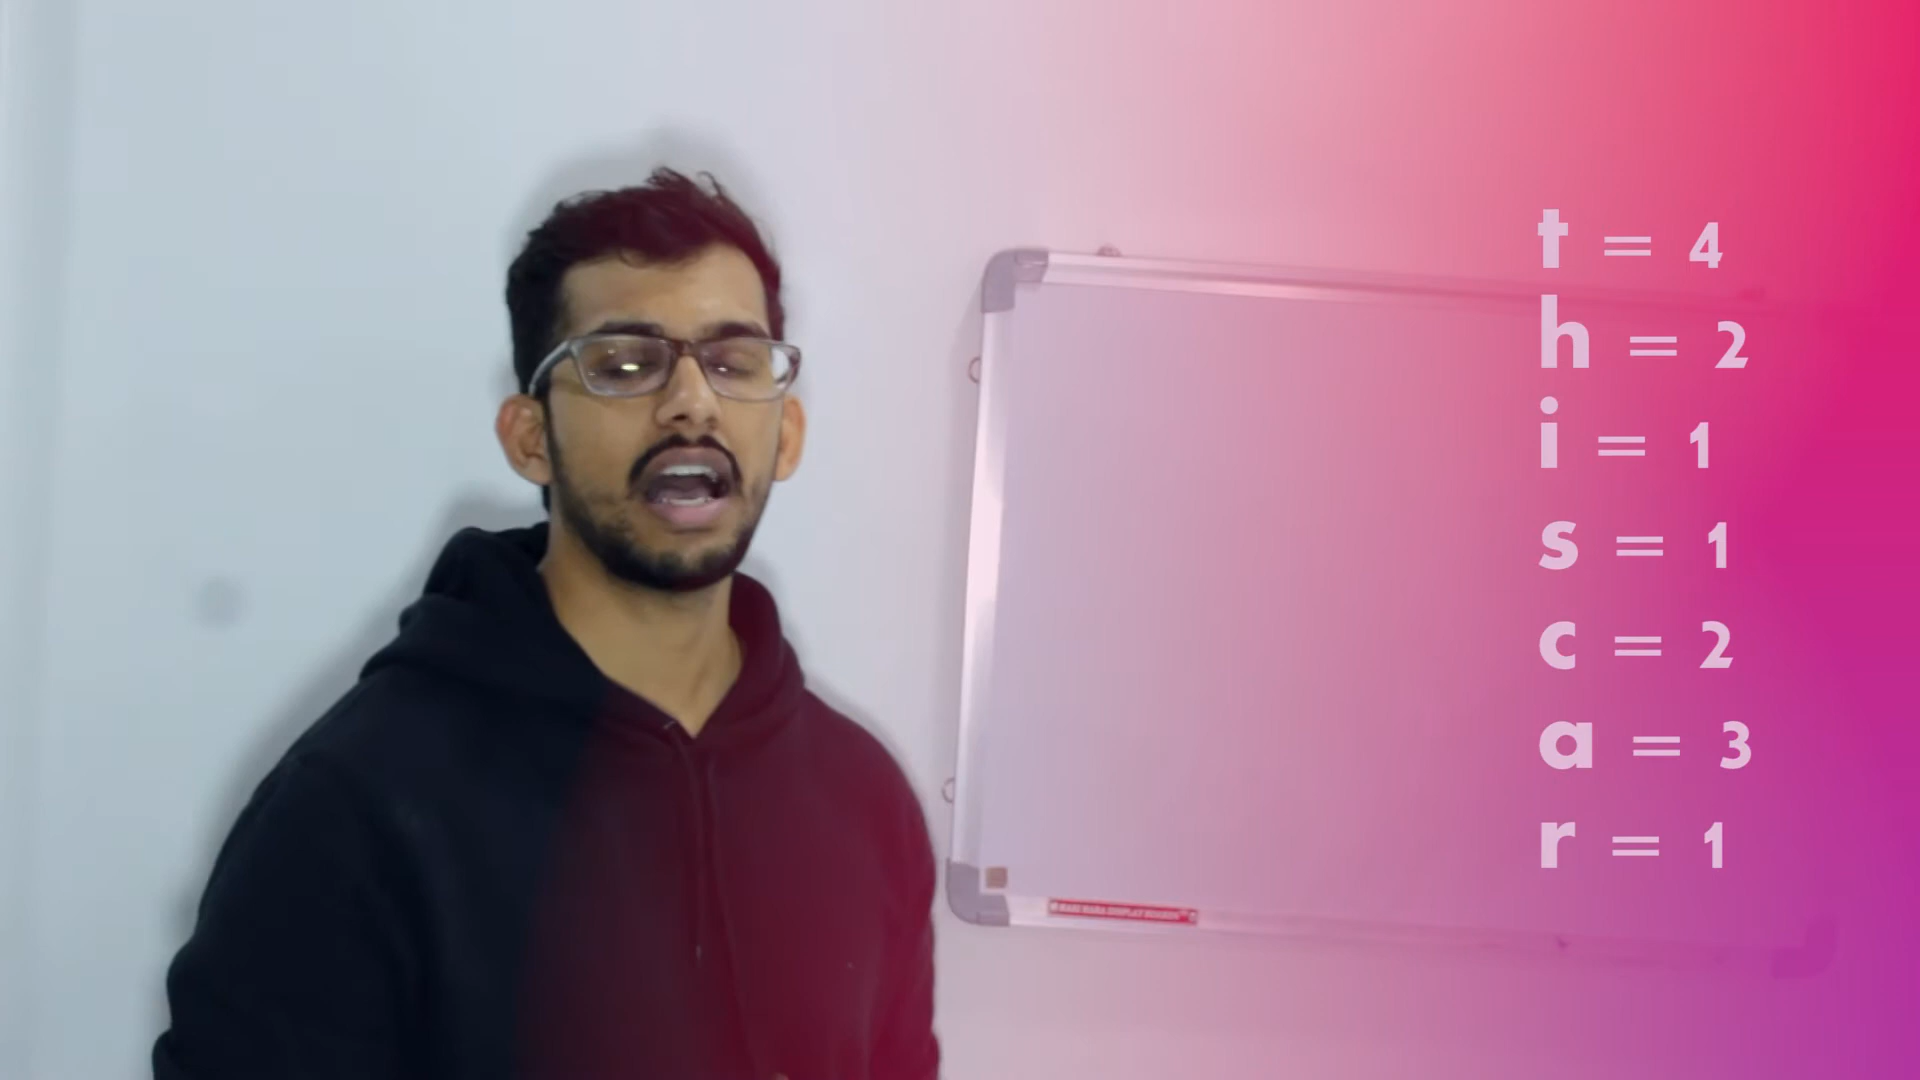 t = 4
h = 2
i = 1
s = 1
c = 2
a = 3
r = 1